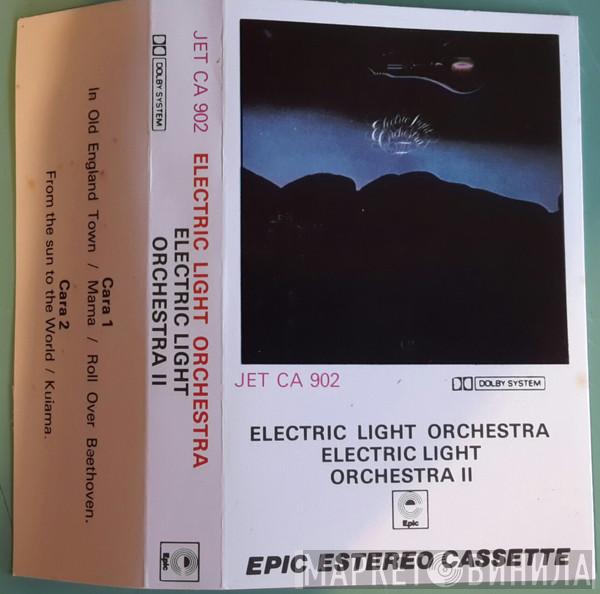 Cara 1
In Old England Town / Mama / Roll Over Beethoven.
Cara 2
From the sun to the World / Kuiama.
JET CA 902 ELECTRIC LIGHT ORCHESTRA
DOLBY SYSTEM ELECTRIC LIGHT
ORCHESTRA II
Epic
Electric Light
Orchestra
II
JET CA 902
DOLBY SYSTEM
ELECTRIC LIGHT ORCHESTRA
ELECTRIC LIGHT
ORCHESTRA II
Epic
EPIC ESTEREO CASSETTE
МАРКЕТ ВИНИЛА